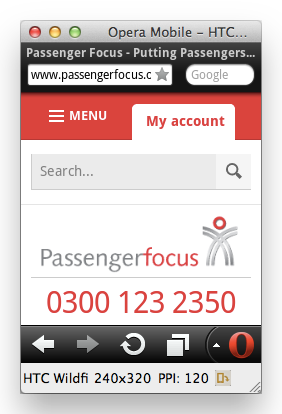 Opera Mobile – HTC...
Passenger Focus - Putting Passengers...
www.passengerfocus.c
Google
MENU
My account
Search...
Passengerfocus
0300 123 2350
HTC Wildfi 240x320 PPI: 120